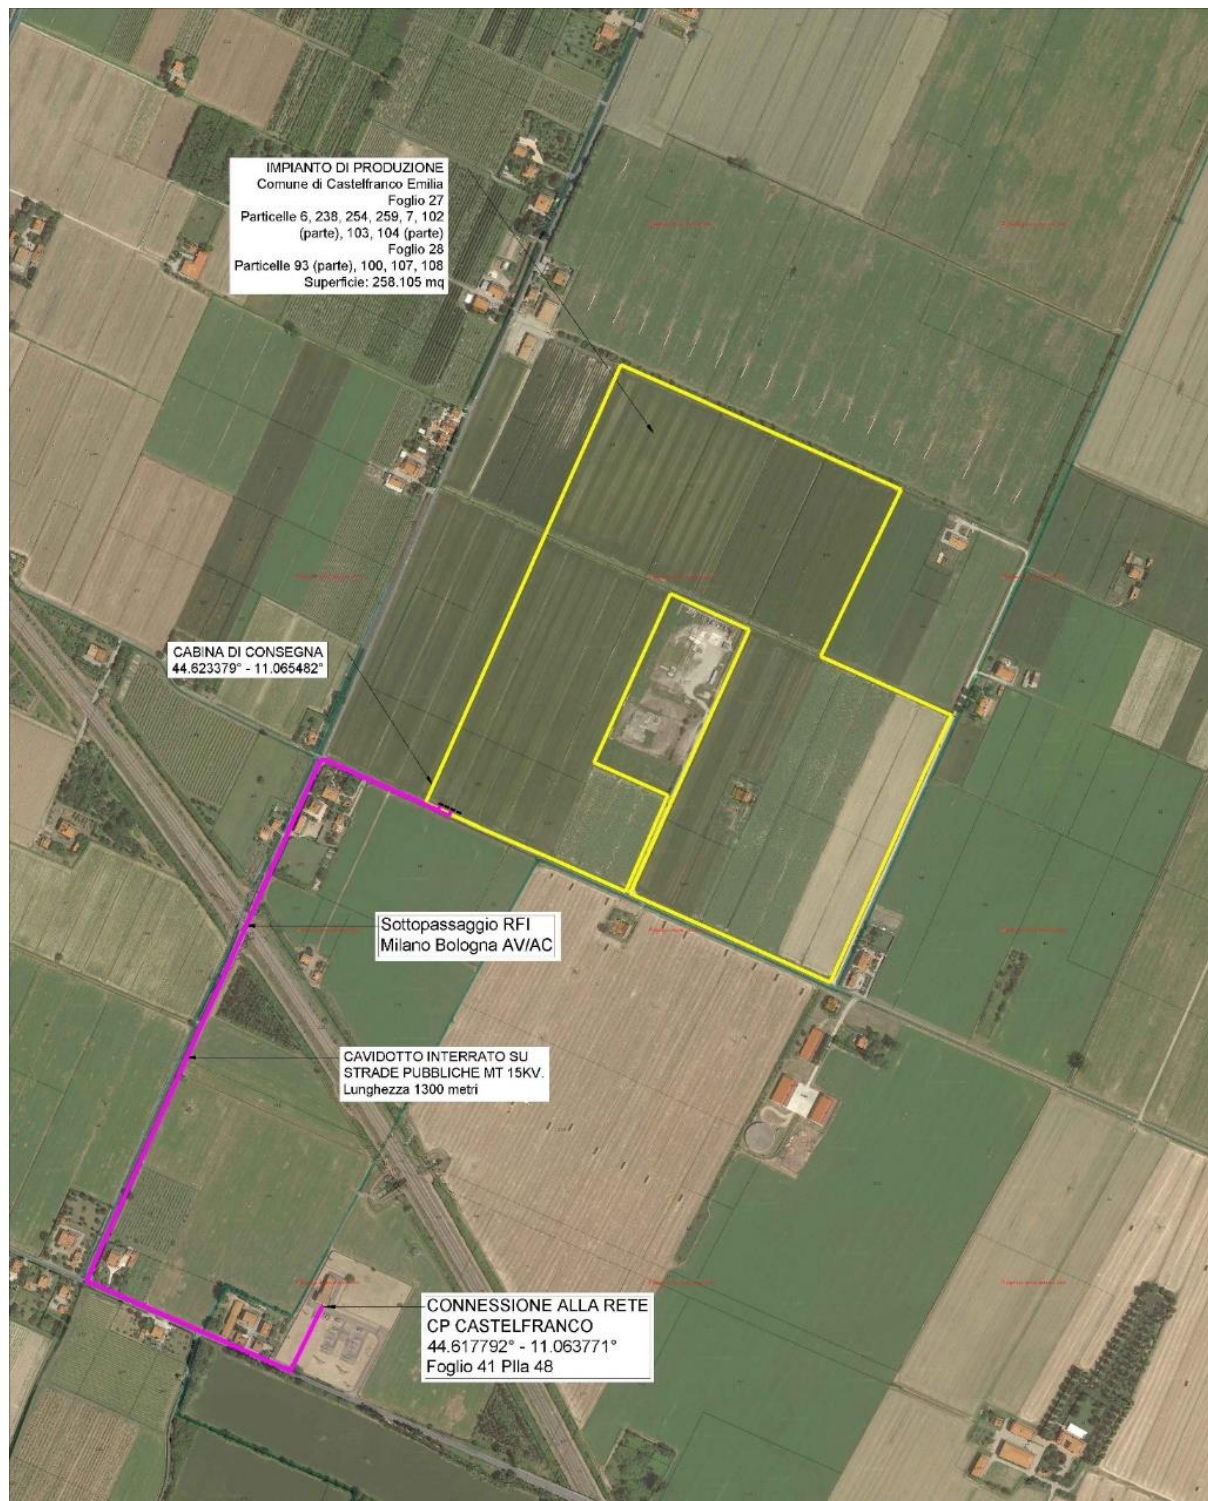 IMPIANTO DI PRODUZIONE
Comune di Castelfranco Emilia
Foglio 27
Particelle 6, 238, 254, 259, 7, 102
(parte), 103, 104 (parte)
Foglio 28
Particelle 93 (parte), 100, 107, 108
Superficie: 258.105 mq
CABINA DI CONSEGNA
44.623379° - 11.065482°
Sottopassaggio RFI
Milano Bologna AV/AC
CAVIDOTTO INTERRATO SU
STRADE PUBBLICHE MT 15KV.
Lunghezza 1300 metri
CONNESSIONE ALLA RETE
CP CASTELFRANCO
44.617792° - 11.063771°
Foglio 41 Plla 48